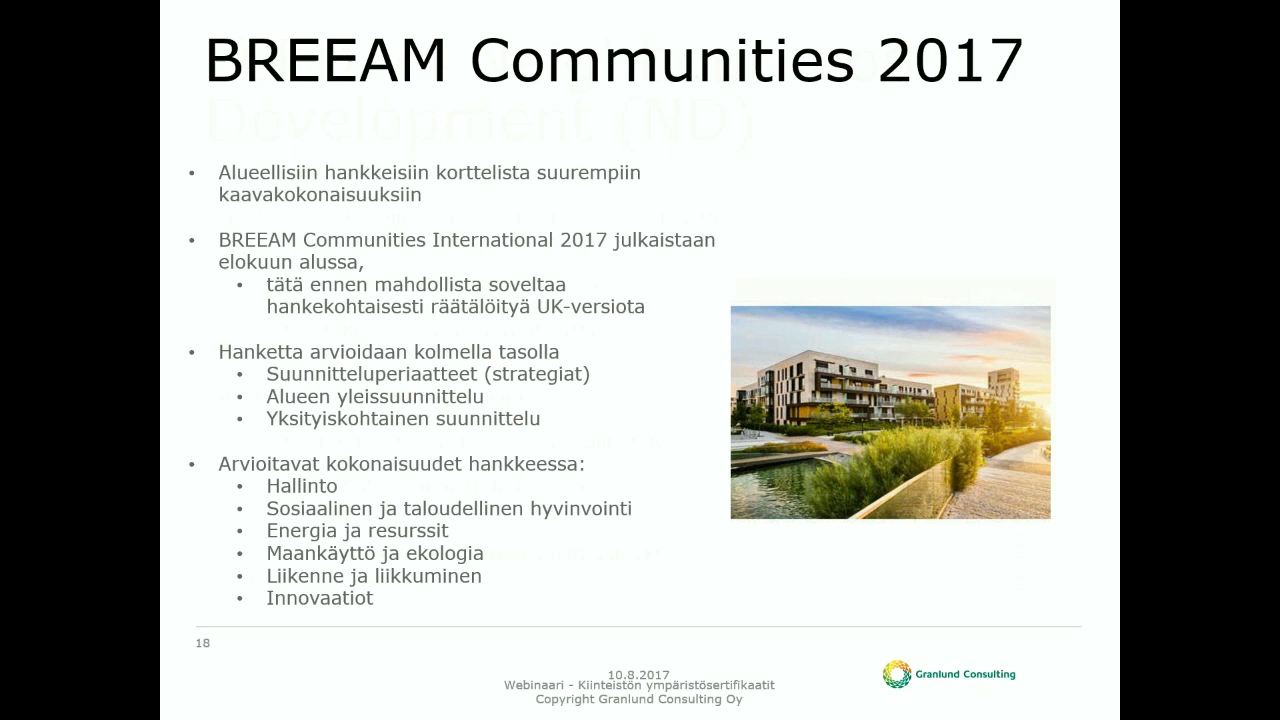 BREEAM Communities 2017
Development (ND)
• Alueellisiin hankkeisiin korttelista suurempiin
kaavakokonaisuuksiin
• BREEAM Communities International 2017 julkaistaan
elokuun alussa,
• tätä ennen mahdollista soveltaa
hankekohtaisesti räätälöityä UK-versiota
• Hanketta arvioidaan kolmella tasolla
• Suunnitteluperiaatteet (strategiat)
• Alueen yleissuunnittelu
• Yksityiskohtainen suunnittelu
• Arvioitavat kokonaisuudet hankkeessa:
• Hallinto
• Sosiaalinen ja taloudellinen hyvinvointi
• Energia ja resurssit
• Maankäyttö ja ekologia
• Liikenne ja liikkuminen
• Innovaatiot
18
10.8.2017
Webinaari - Kiinteistön ympäristösertifikaatit
Copyright Granlund Consulting Oy
Granlund Consulting